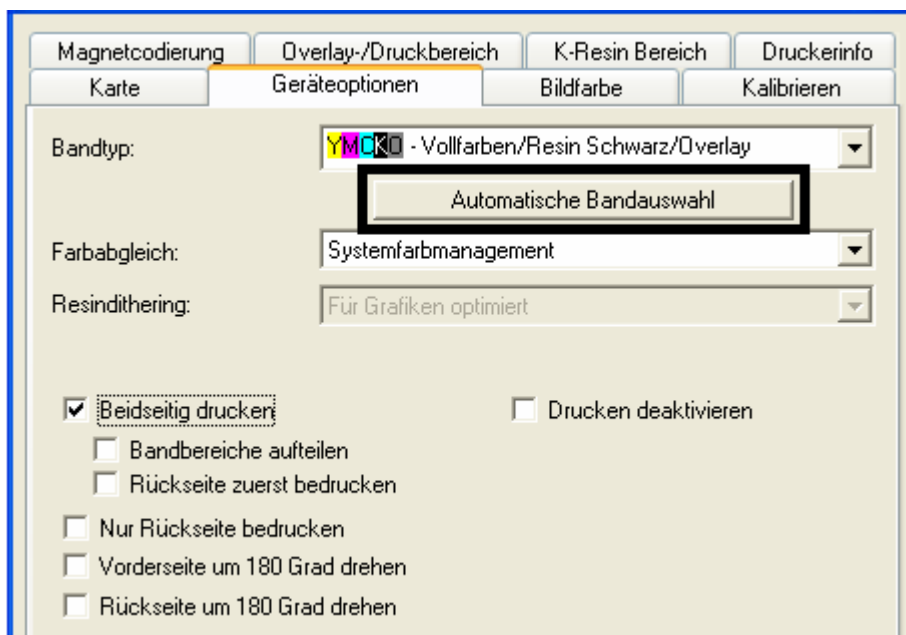 Magnetcodierung Overlay-/Druckbereich K-Resin Bereich Druckerinfo
Karte Geräteoptionen Bildfarbe Kalibrieren
Bandtyp: YMCKO - Vollfarben/Resin Schwarz/Overlay
Automatische Bandauswahl
Farbabgleich: Systemfarbmanagement
Resindithering: Für Grafiken optimiert
Beidseitig drucken Drucken deaktivieren
Bandbereiche aufteilen
Rückseite zuerst bedrucken
Nur Rückseite bedrucken
Vorderseite um 180 Grad drehen
Rückseite um 180 Grad drehen